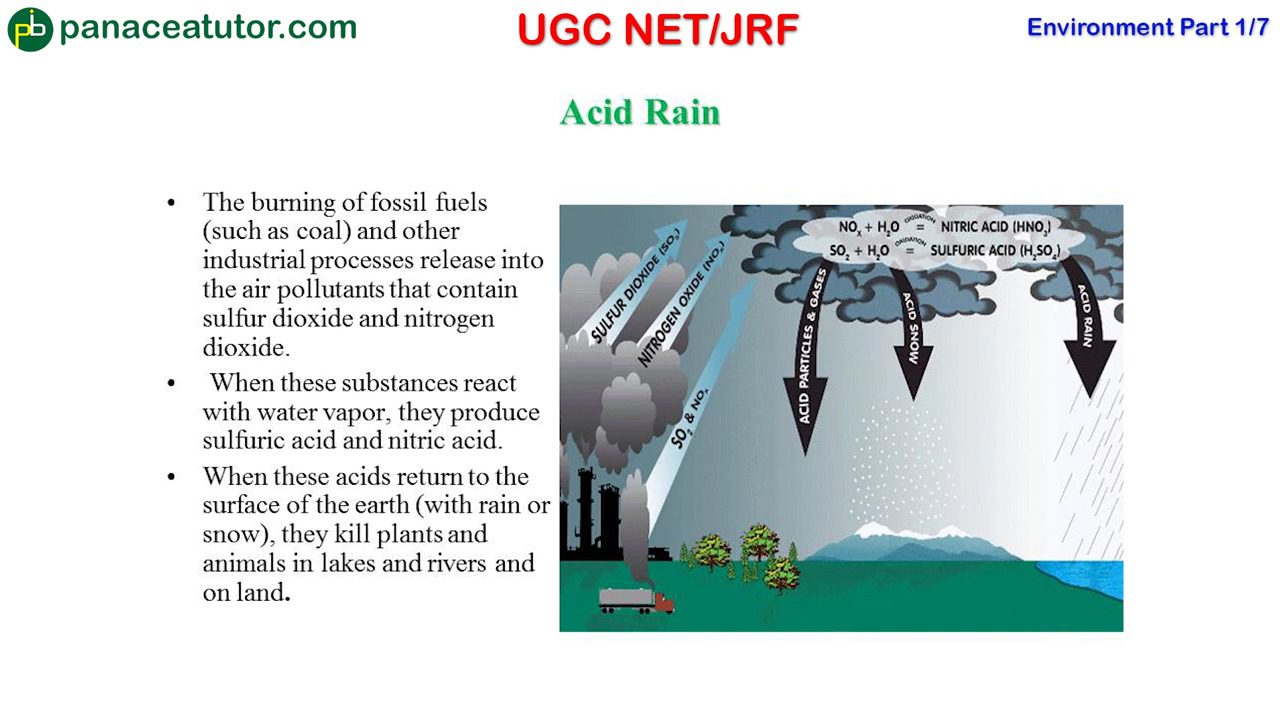 panaceatutor.com
UGC NET/JRF
Environment Part 1/7
Acid Rain
• The burning of fossil fuels
(such as coal) and other
industrial processes release into
the air pollutants that contain
sulfur dioxide and nitrogen
dioxide.
• When these substances react
with water vapor, they produce
sulfuric acid and nitric acid.
• When these acids return to the
surface of the earth (with rain or
snow), they kill plants and
animals in lakes and rivers and
on land.
SULFUR DIOXIDE (SO₂)
NITROGEN OXIDE (NOₓ)
SO₂ & NOₓ
NOₓ + H₂O OXIDATION = NITRIC ACID (HNO₃)
SO₂ + H₂O OXIDATION = SULFURIC ACID (H₂SO₄)
ACID PARTICLES & GASES
ACID SNOW
ACID RAIN